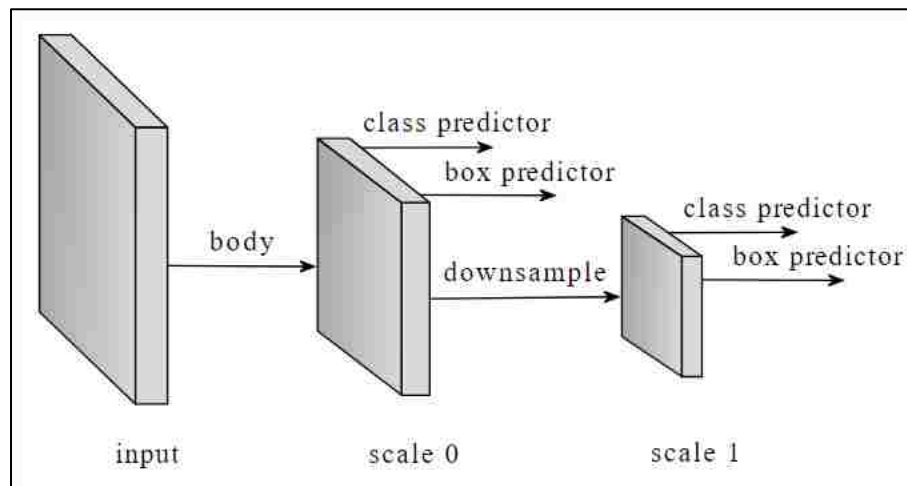 class predictor
box predictor
body
class predictor
box predictor
downsample
input
scale 0
scale 1